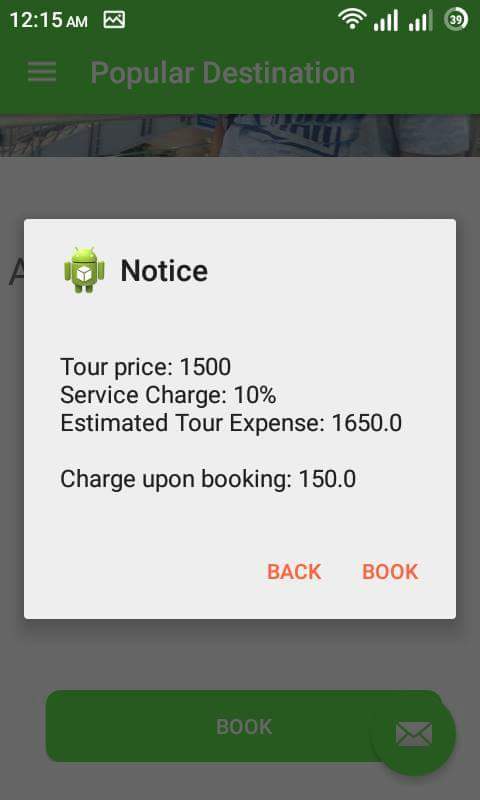 12:15 AM
39
Popular Destination
A
Notice
Tour price: 1500
Service Charge: 10%
Estimated Tour Expense: 1650.0
Charge upon booking: 150.0
BACK BOOK
BOOK